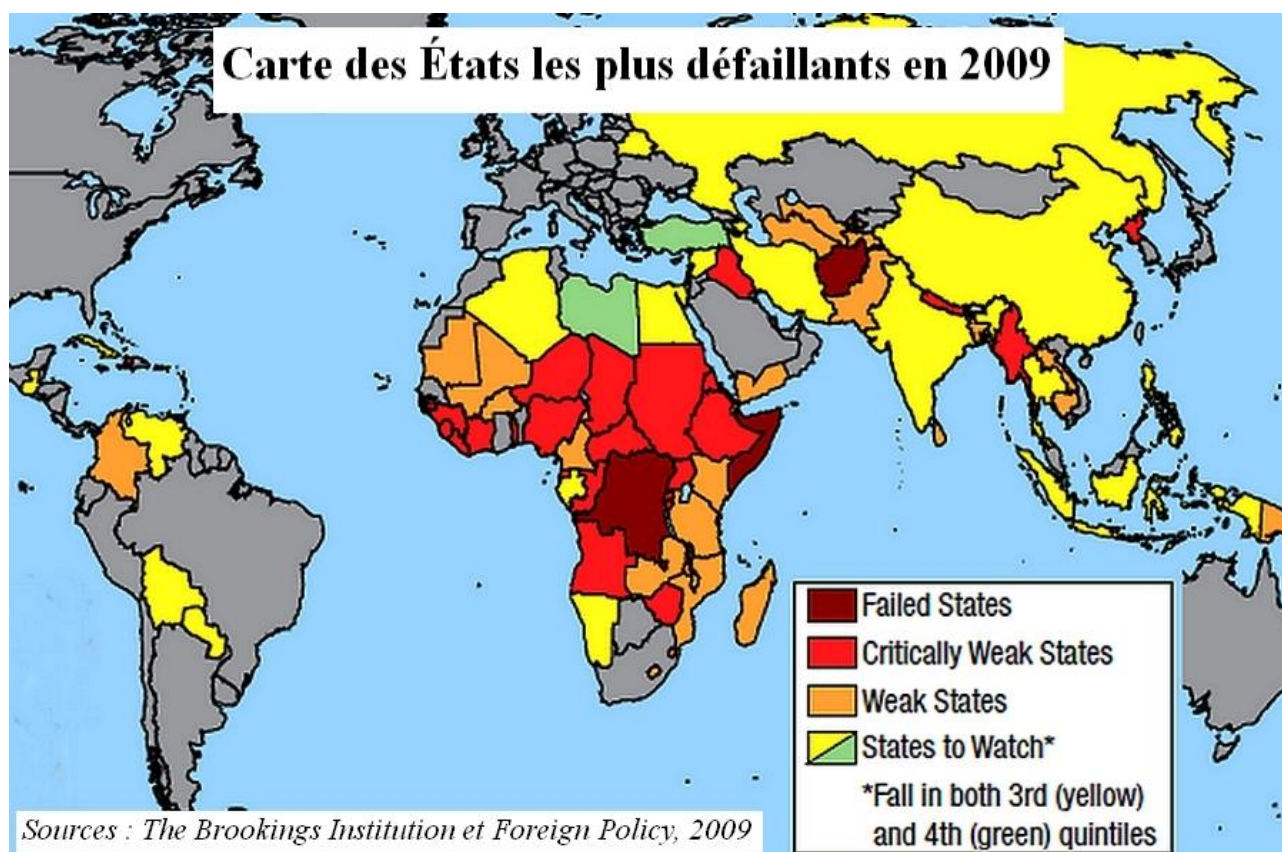 Carte des États les plus défaillants en 2009
Failed States
Critically Weak States
Weak States
States to Watch*
*Fall in both 3rd (yellow)
and 4th (green) quintiles
Sources : The Brookings Institution et Foreign Policy, 2009